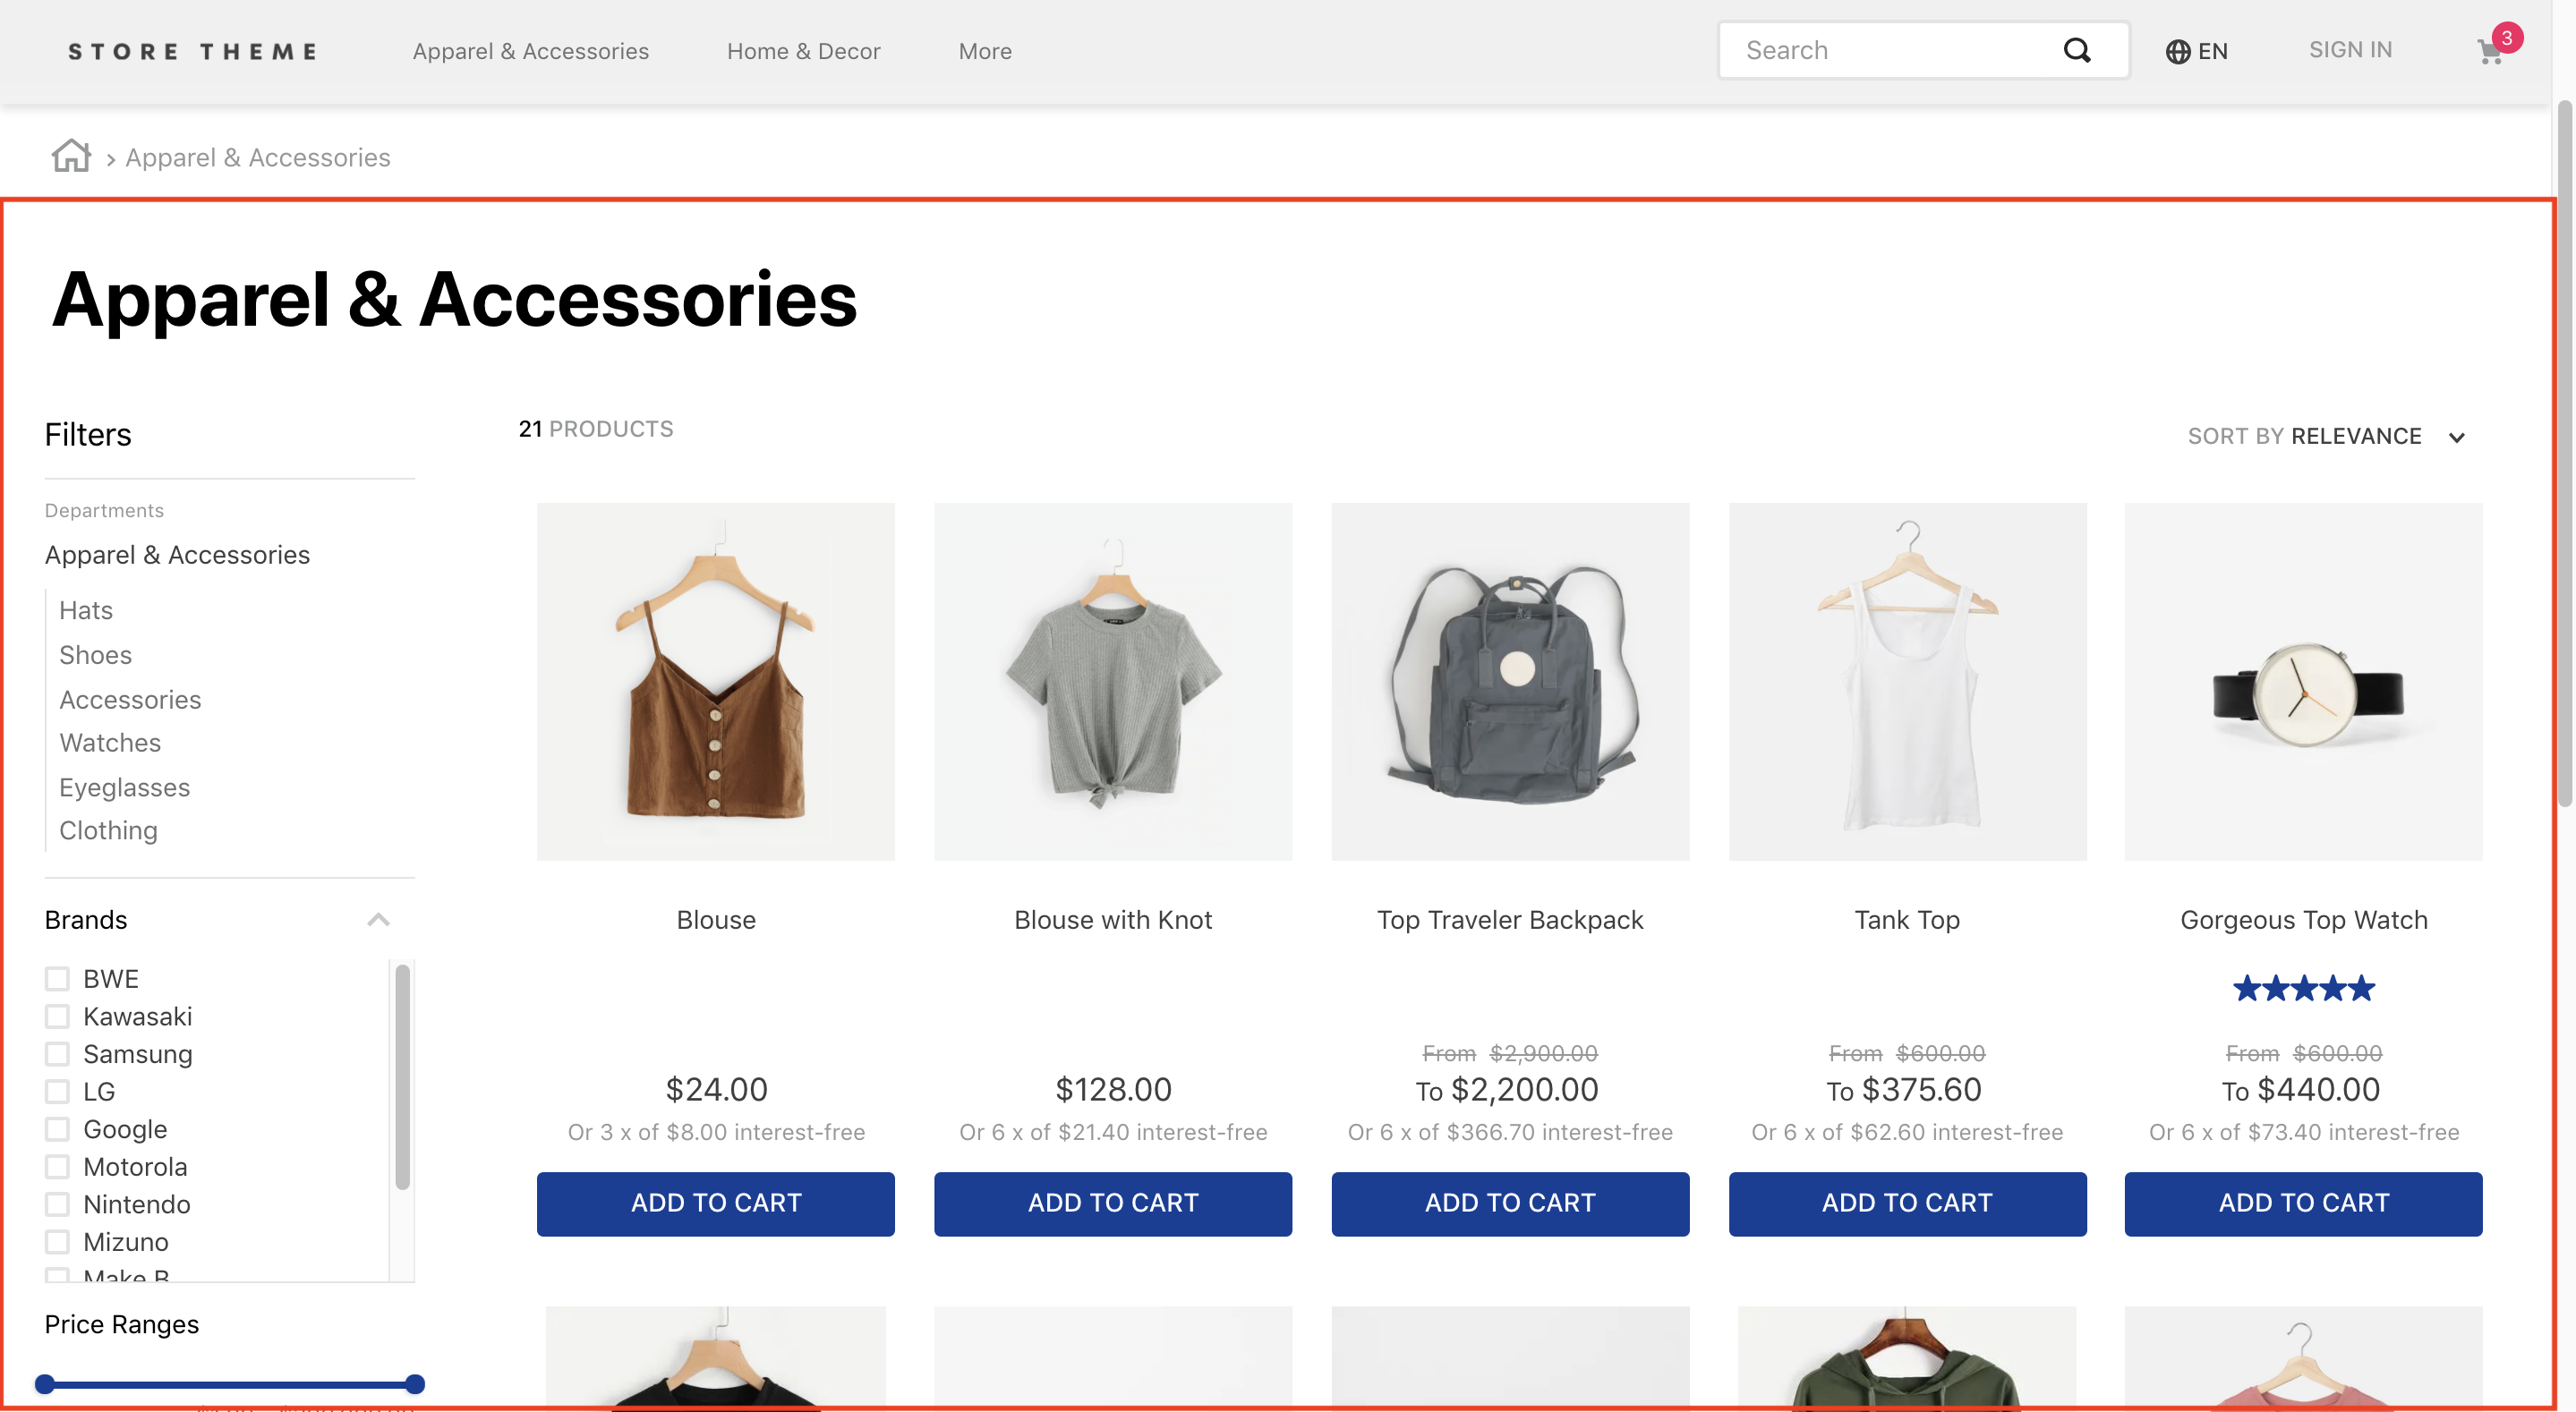 STORE THEME Apparel & Accessories Home & Decor More Search EN SIGN IN 3
› Apparel & Accessories
Apparel & Accessories
Filters
21 PRODUCTS
SORT BY RELEVANCE
Departments
Apparel & Accessories
Hats
Shoes
Accessories
Watches
Eyeglasses
Clothing
Brands
BWE
Kawasaki
Samsung
LG
Google
Motorola
Nintendo
Mizuno
Make B
Price Ranges
Blouse
$24.00
Or 3 x of $8.00 interest-free
ADD TO CART
Blouse with Knot
$128.00
Or 6 x of $21.40 interest-free
ADD TO CART
Top Traveler Backpack
From $2,900.00
To $2,200.00
Or 6 x of $366.70 interest-free
ADD TO CART
Tank Top
From $600.00
To $375.60
Or 6 x of $62.60 interest-free
ADD TO CART
Gorgeous Top Watch
From $600.00
To $440.00
Or 6 x of $73.40 interest-free
ADD TO CART